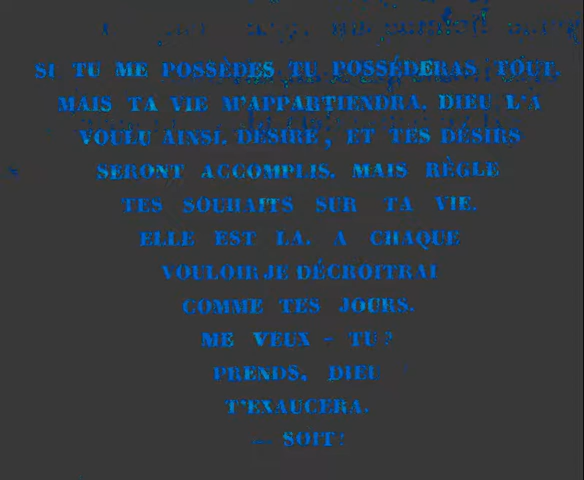 SI TU ME POSSÈDES TU POSSÉDERAS TOUT.
MAIS TA VIE M'APPARTIENDRA. DIEU L'A
VOULU AINSI. DÉSIRE, ET TES DÉSIRS
SERONT ACCOMPLIS. MAIS RÈGLE
TES SOUHAITS SUR TA VIE.
ELLE EST LA. A CHAQUE
VOULOIR JE DÉCROITRAI
COMME TES JOURS.
ME VEUX - TU?
PRENDS. DIEU
T'EXAUCERA.
— SOIT!